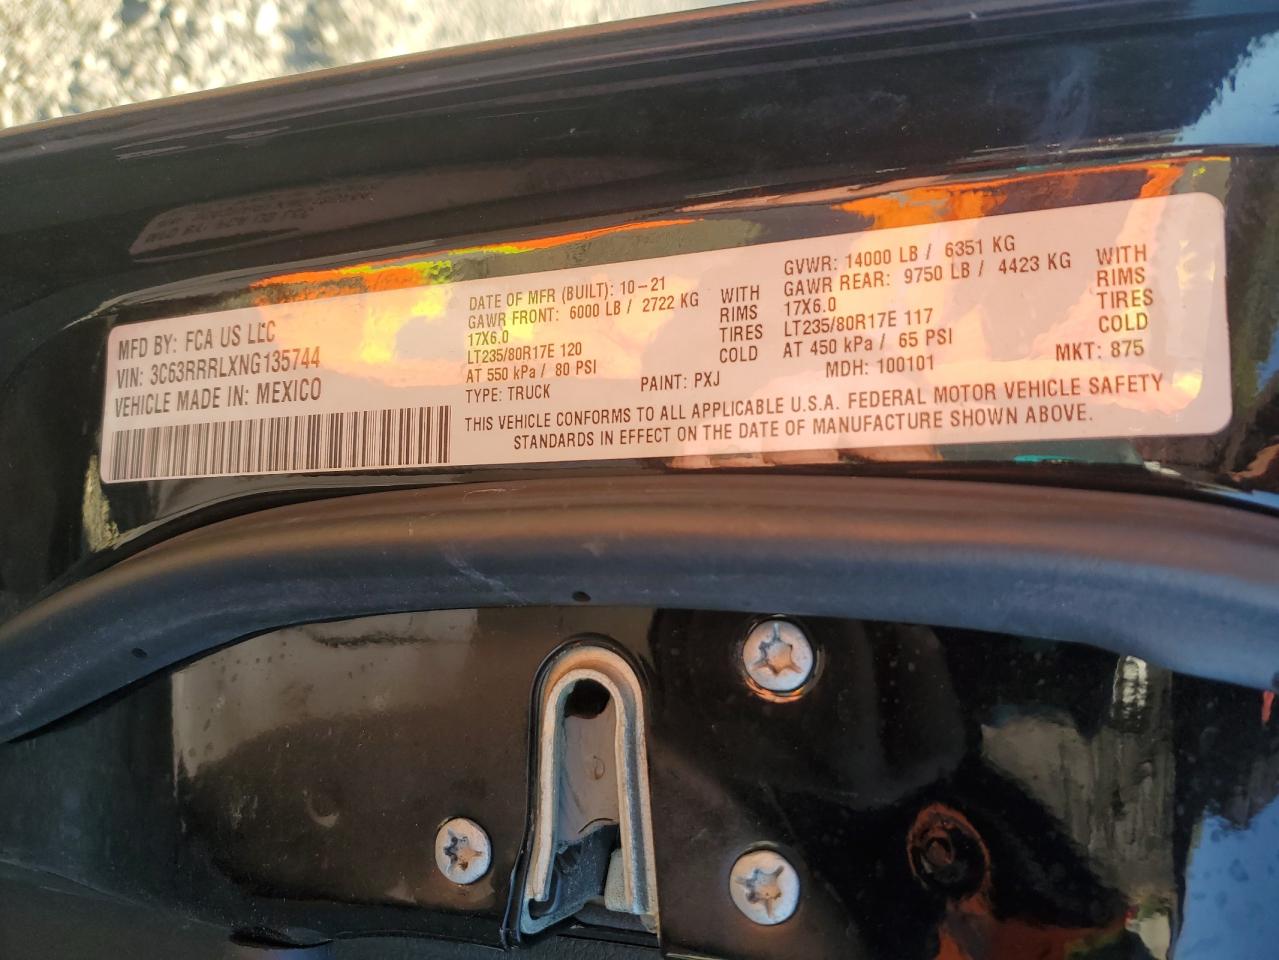 MFD BY: FCA US LLC
VIN: 3C63RRRLXNG135744
VEHICLE MADE IN: MEXICO
DATE OF MFR (BUILT): 10-21
GAWR FRONT: 6000 LB / 2722 KG WITH
17X6.0 RIMS
LT235/80R17E 120 TIRES
AT 550 kPa / 80 PSI COLD
TYPE: TRUCK PAINT: PXJ
GVWR: 14000 LB / 6351 KG
GAWR REAR: 9750 LB / 4423 KG WITH
17X6.0 RIMS
LT235/80R17E 117 TIRES
AT 450 kPa / 65 PSI COLD
MDH: 100101 MKT: 875
THIS VEHICLE CONFORMS TO ALL APPLICABLE U.S.A. FEDERAL MOTOR VEHICLE SAFETY
STANDARDS IN EFFECT ON THE DATE OF MANUFACTURE SHOWN ABOVE.